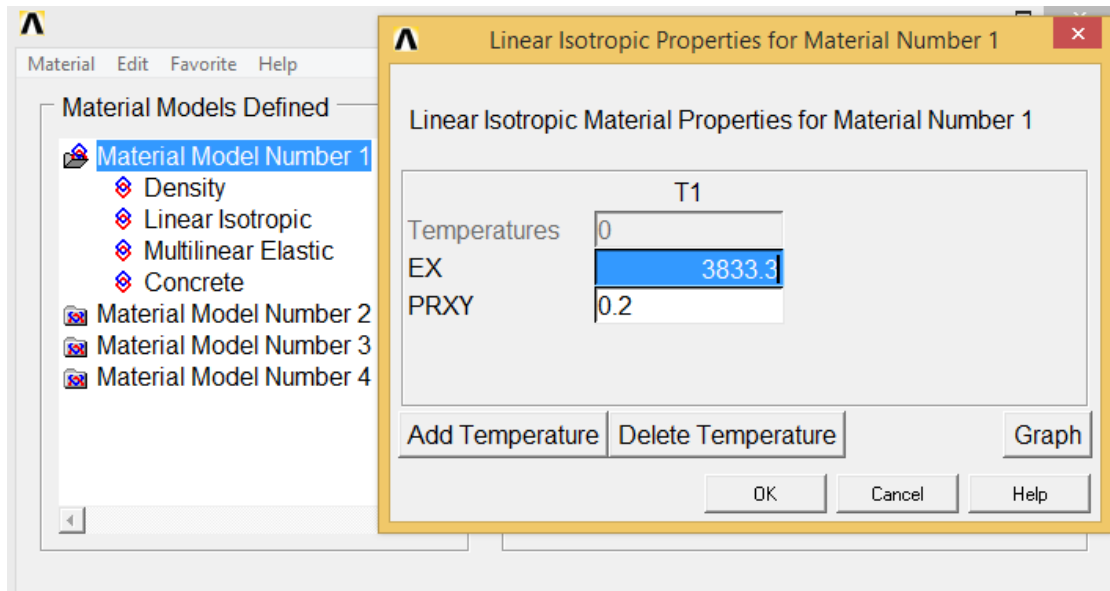 Linear Isotropic Properties for Material Number 1
Material Edit Favorite Help
Material Models Defined
Material Model Number 1
Density
Linear Isotropic
Multilinear Elastic
Concrete
Material Model Number 2
Material Model Number 3
Material Model Number 4
Linear Isotropic Material Properties for Material Number 1
T1
Temperatures 0
EX 3833.3
PRXY 0.2
Add Temperature Delete Temperature Graph
OK Cancel Help